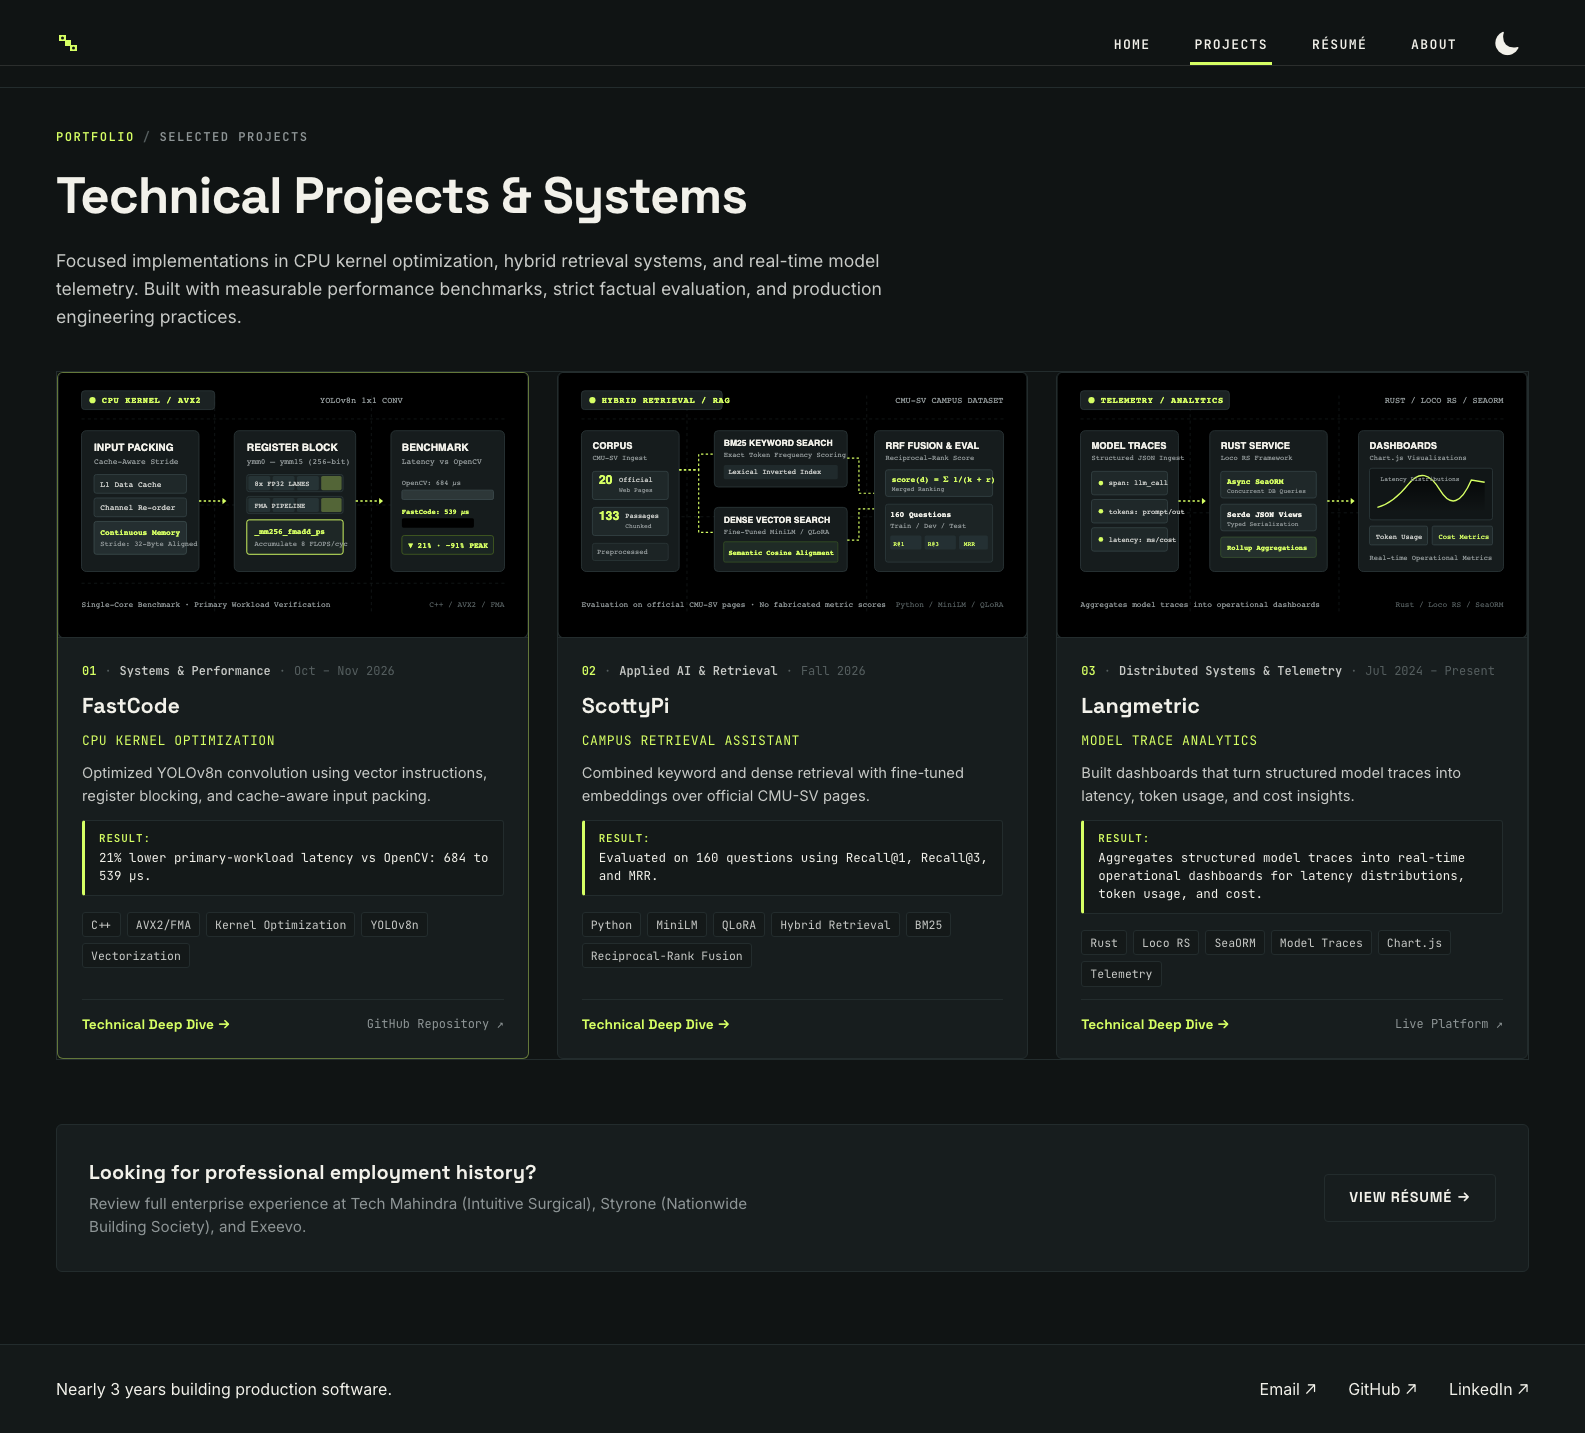 HOME PROJECTS RÉSUMÉ ABOUT
PORTFOLIO / SELECTED PROJECTS
Technical Projects & Systems
Focused implementations in CPU kernel optimization, hybrid retrieval systems, and real-time model
telemetry. Built with measurable performance benchmarks, strict factual evaluation, and production
engineering practices.
CPU KERNEL / AVX2
YOLOv8n 1x1 CONV
INPUT PACKING
Cache-Aware Stride
L1 Data Cache
Channel Re-order
Continuous Memory
Stride: 32-Byte Aligned
REGISTER BLOCK
ymm0 – ymm15 (256-bit)
8x FP32 LANES
FMA PIPELINE
_mm256_fmadd_ps
Accumulate 8 FLOPS/cyc
BENCHMARK
Latency vs OpenCV
OpenCV: 684 µs
FastCode: 539 µs
▼ 21% · ~91% PEAK
Single-Core Benchmark · Primary Workload Verification
C++ / AVX2 / FMA
01 · Systems & Performance · Oct – Nov 2026
FastCode
CPU KERNEL OPTIMIZATION
Optimized YOLOv8n convolution using vector instructions,
register blocking, and cache-aware input packing.
RESULT:
21% lower primary-workload latency vs OpenCV: 684 to
539 µs.
C++ AVX2/FMA Kernel Optimization YOLOv8n
Vectorization
Technical Deep Dive → GitHub Repository ↗
HYBRID RETRIEVAL / RAG
CMU-SV CAMPUS DATASET
CORPUS
CMU-SV Ingest
20 Official
Web Pages
133 Passages
Chunked
Preprocessed
BM25 KEYWORD SEARCH
Exact Token Frequency Scoring
Lexical Inverted Index
DENSE VECTOR SEARCH
Fine-Tuned MiniLM / QLoRA
Semantic Cosine Alignment
RRF FUSION & EVAL
Reciprocal-Rank Score
score(d) = Σ 1/(k + r)
Merged Ranking
160 Questions
Train / Dev / Test
R@1 R@3 MRR
Evaluation on official CMU-SV pages · No fabricated metric scores
Python / MiniLM / QLoRA
02 · Applied AI & Retrieval · Fall 2026
ScottyPi
CAMPUS RETRIEVAL ASSISTANT
Combined keyword and dense retrieval with fine-tuned
embeddings over official CMU-SV pages.
RESULT:
Evaluated on 160 questions using Recall@1, Recall@3,
and MRR.
Python MiniLM QLoRA Hybrid Retrieval BM25
Reciprocal-Rank Fusion
Technical Deep Dive →
TELEMETRY / ANALYTICS
RUST / LOCO RS / SEAORM
MODEL TRACES
Structured JSON Ingest
span: llm_call
tokens: prompt/out
latency: ms/cost
RUST SERVICE
Loco RS Framework
Async SeaORM
Concurrent DB Queries
Serde JSON Views
Typed Serialization
Rollup Aggregations
DASHBOARDS
Chart.js Visualizations
Latency Distributions
Token Usage Cost Metrics
Real-time Operational Metrics
Aggregates model traces into operational dashboards
Rust / Loco RS / SeaORM
03 · Distributed Systems & Telemetry · Jul 2024 – Present
Langmetric
MODEL TRACE ANALYTICS
Built dashboards that turn structured model traces into
latency, token usage, and cost insights.
RESULT:
Aggregates structured model traces into real-time
operational dashboards for latency distributions,
token usage, and cost.
Rust Loco RS SeaORM Model Traces Chart.js
Telemetry
Technical Deep Dive → Live Platform ↗
Looking for professional employment history?
Review full enterprise experience at Tech Mahindra (Intuitive Surgical), Styrone (Nationwide
Building Society), and Exeevo.
VIEW RÉSUMÉ →
Nearly 3 years building production software.
Email ↗ GitHub ↗ LinkedIn ↗